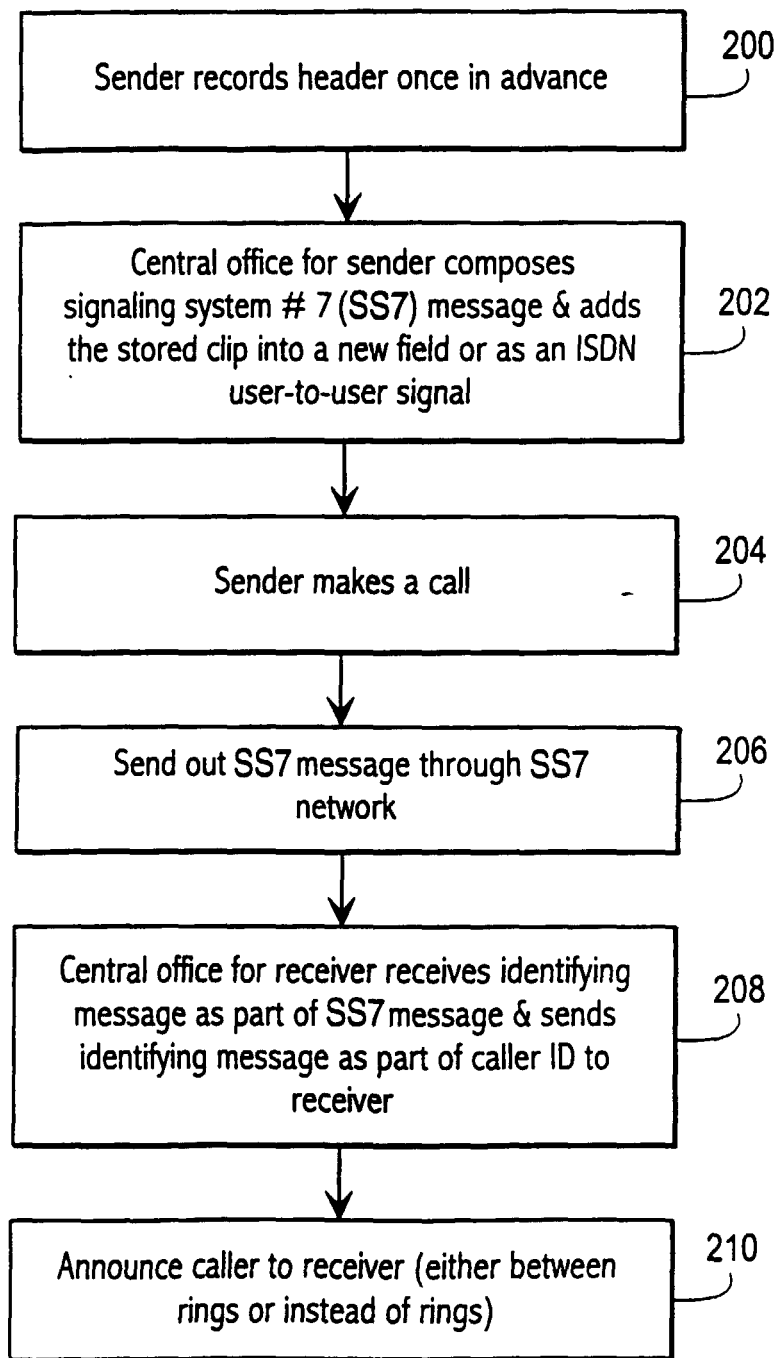 200
Sender records header once in advance
Central office for sender composes
signaling system # 7 (SS7) message & adds
the stored clip into a new field or as an ISDN
user-to-user signal
202
Sender makes a call
204
Send out SS7 message through SS7
network
206
Central office for receiver receives identifying
message as part of SS7 message & sends
identifying message as part of caller ID to
receiver
208
Announce caller to receiver (either between
rings or instead of rings)
210